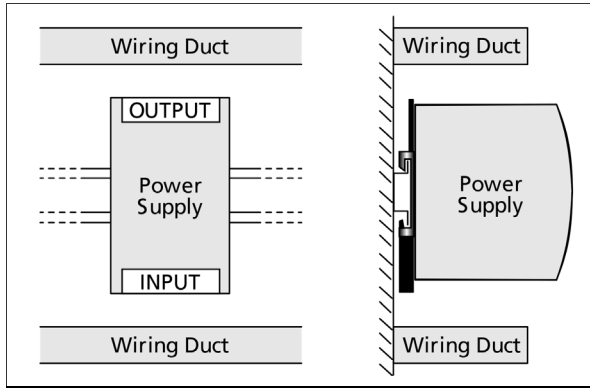 Wiring Duct
Wiring Duct
OUTPUT
Power
Supply
Power
Supply
INPUT
Wiring Duct
Wiring Duct